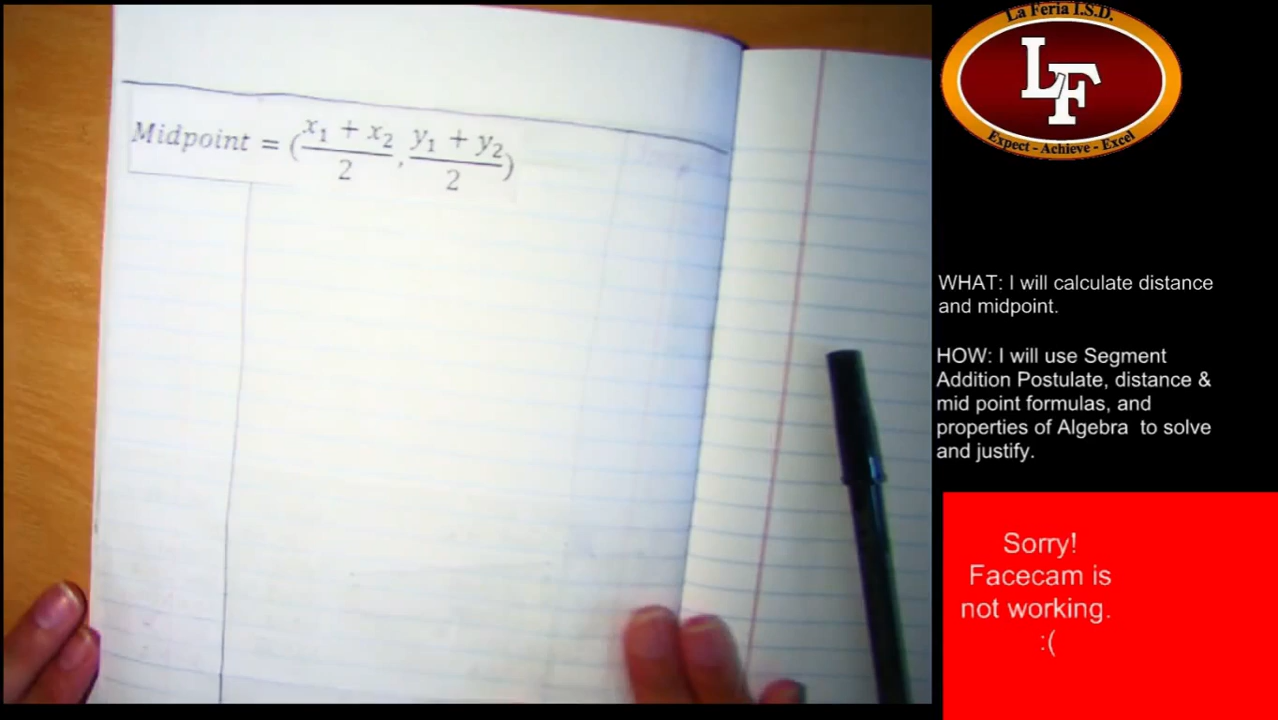 Midpoint = (x₁ + x₂/2, y₁ + y₂/2)
La Feria I.S.D.
LF
Expect - Achieve - Excel
WHAT: I will calculate distance
and midpoint.
HOW: I will use Segment
Addition Postulate, distance &
mid point formulas, and
properties of Algebra to solve
and justify.
Sorry!
Facecam is
not working.
:(